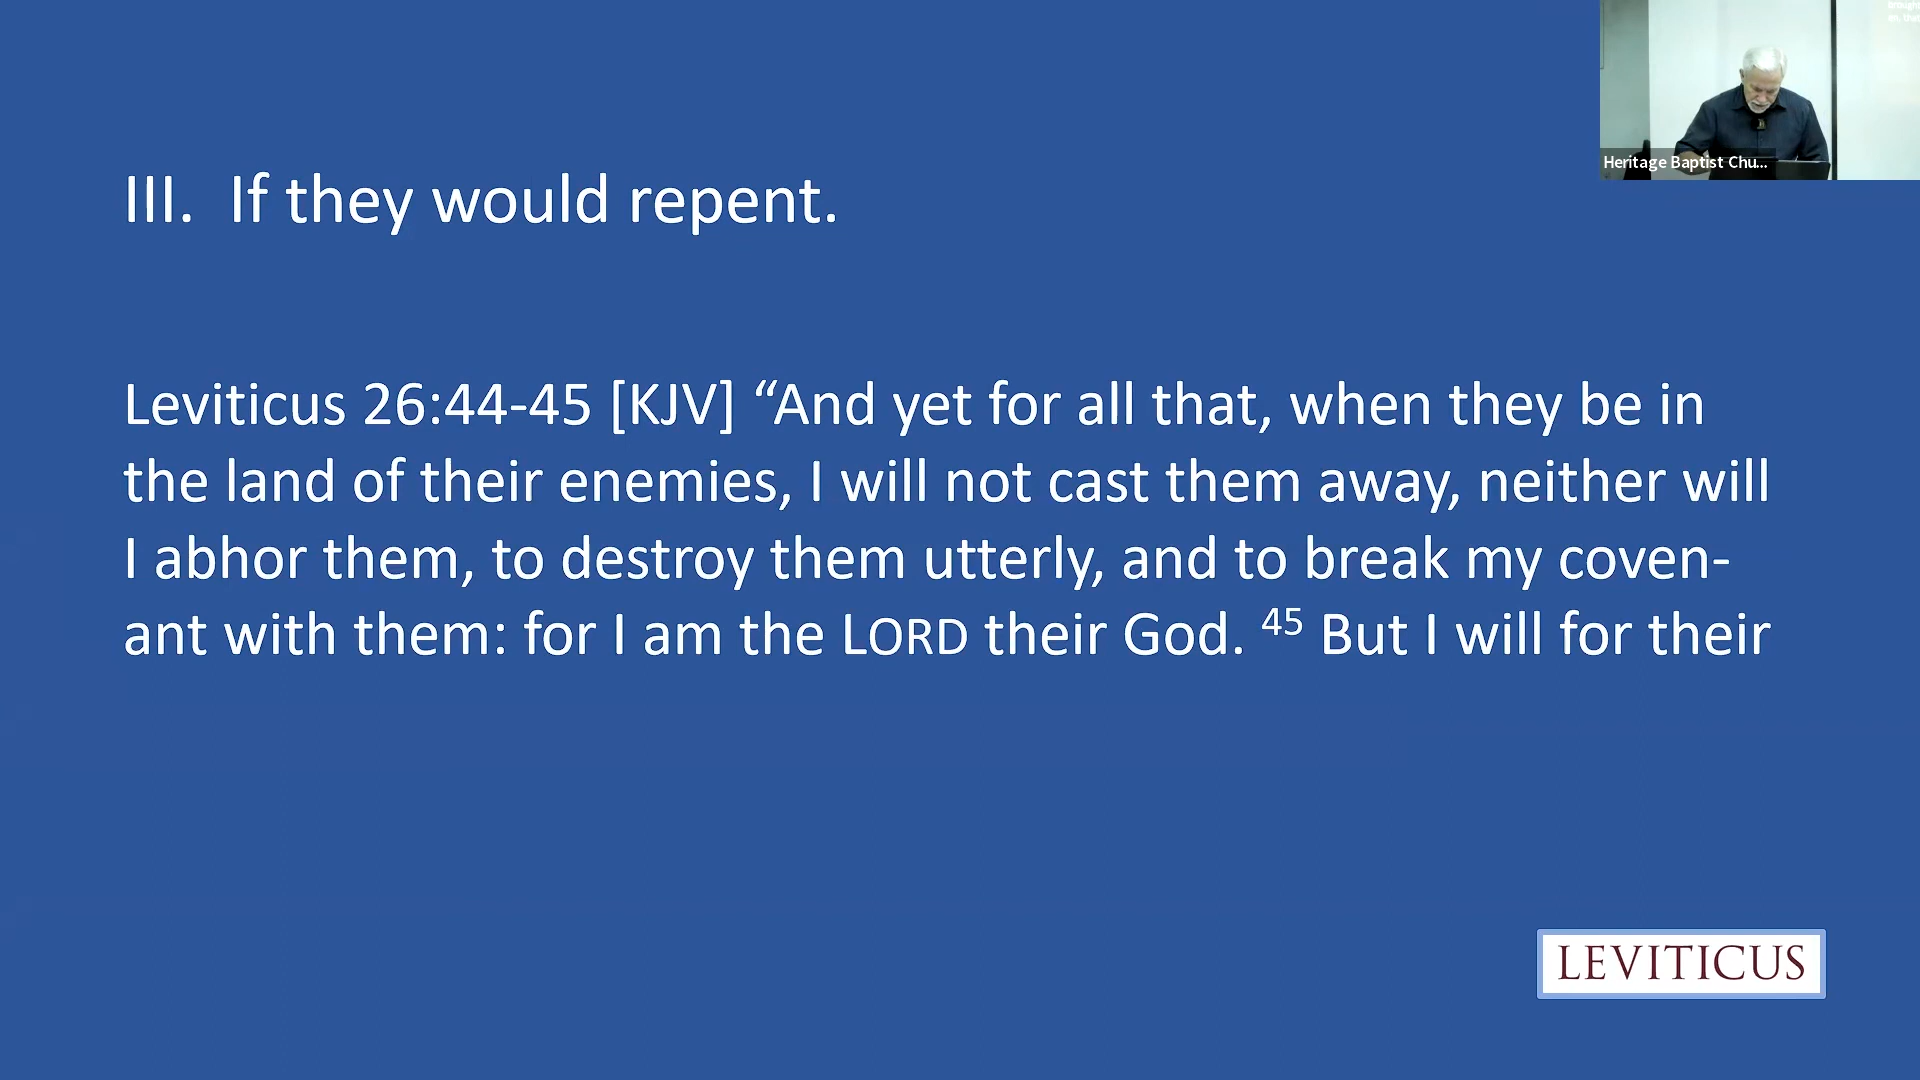 III. If they would repent.
Leviticus 26:44-45 [KJV] “And yet for all that, when they be in
the land of their enemies, I will not cast them away, neither will
I abhor them, to destroy them utterly, and to break my coven-
ant with them: for I am the LORD their God. 45 But I will for their
Heritage Baptist Chu...
LEVITICUS